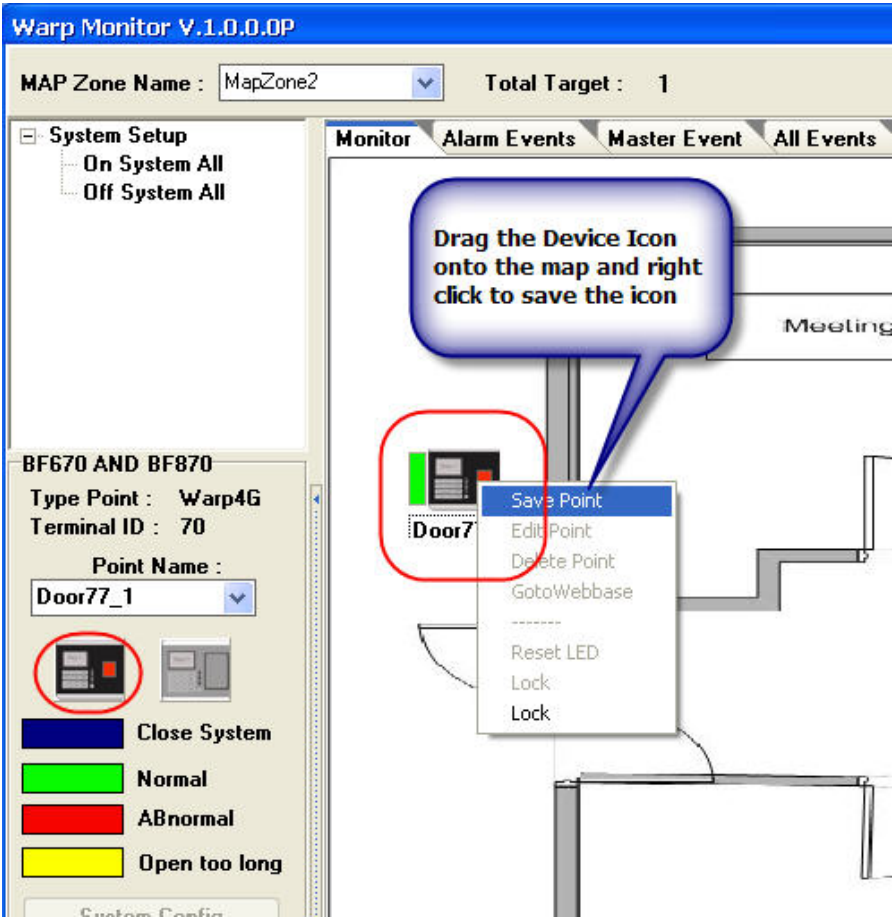 Warp Monitor V.1.0.0.0P
MAP Zone Name : MapZone2 Total Target : 1
System Setup
On System All
Off System All
Monitor Alarm Events Master Event All Events
Drag the Device Icon
onto the map and right
click to save the icon
Meeting
BF670 AND BF870
Type Point : Warp4G
Terminal ID : 70
Point Name :
Door77_1
Close System
Normal
ABnormal
Open too long
System Config
Door77
Save Point
Edit Point
Delete Point
GotoWebbase
-------
Reset LED
Lock
Lock